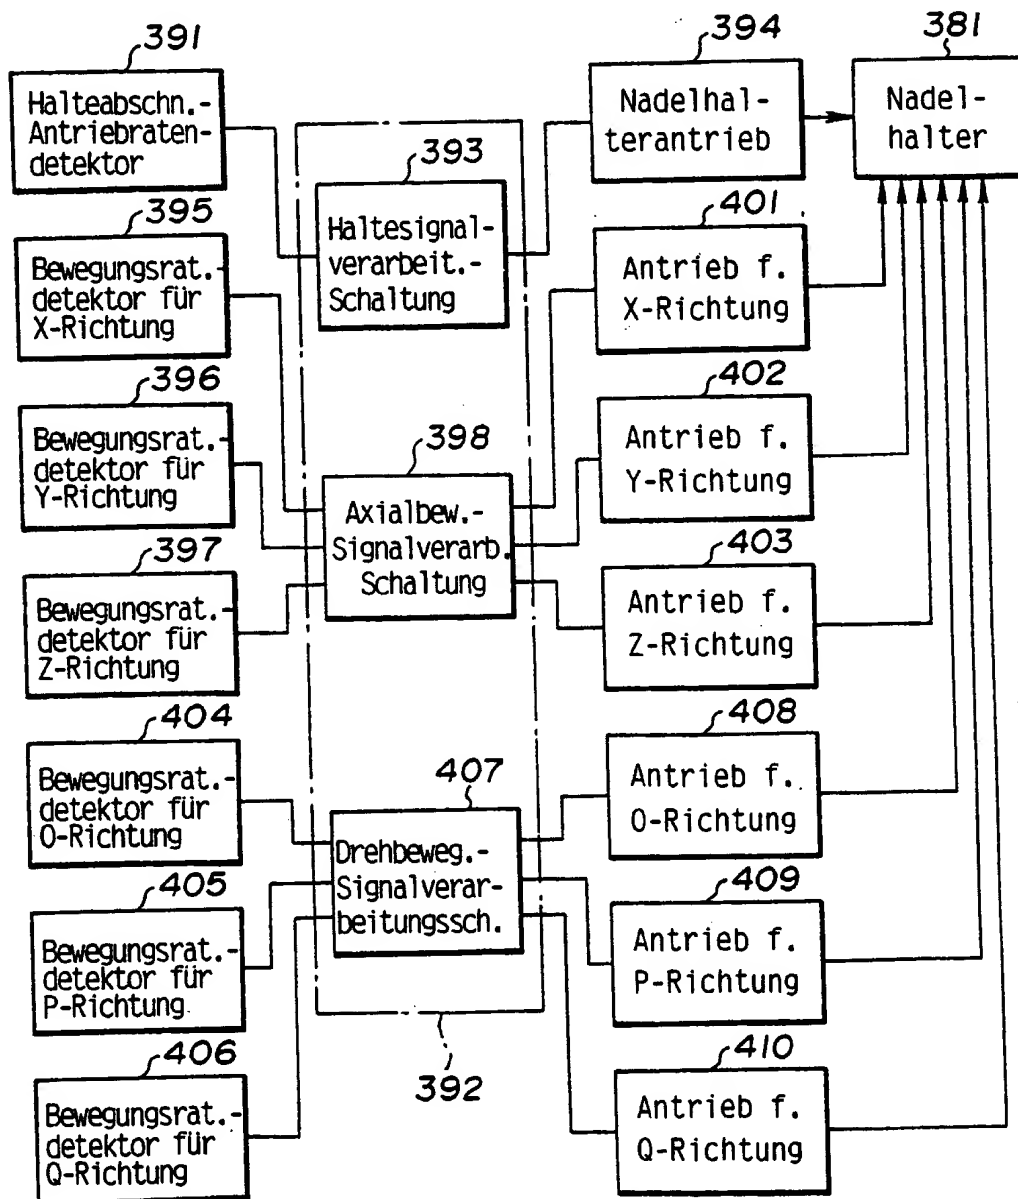 391
Halteabschn.-
Antriebraten-
detektor
395
Bewegungsrat.-
detektor für
X-Richtung
396
Bewegungsrat.-
detektor für
Y-Richtung
397
Bewegungsrat.-
detektor für
Z-Richtung
404
Bewegungsrat.-
detektor für
O-Richtung
405
Bewegungsrat.-
detektor für
P-Richtung
406
Bewegungsrat.-
detektor für
Q-Richtung
393
Haltesignal-
verarbeit.-
Schaltung
398
Axialbew.-
Signalverarb.
Schaltung
407
Drehbeweg.-
Signalverar-
beitungssch.
392
394
Nadelhal-
terantrieb
381
Nadel-
halter
401
Antrieb f.
X-Richtung
402
Antrieb f.
Y-Richtung
403
Antrieb f.
Z-Richtung
408
Antrieb f.
O-Richtung
409
Antrieb f.
P-Richtung
410
Antrieb f.
Q-Richtung